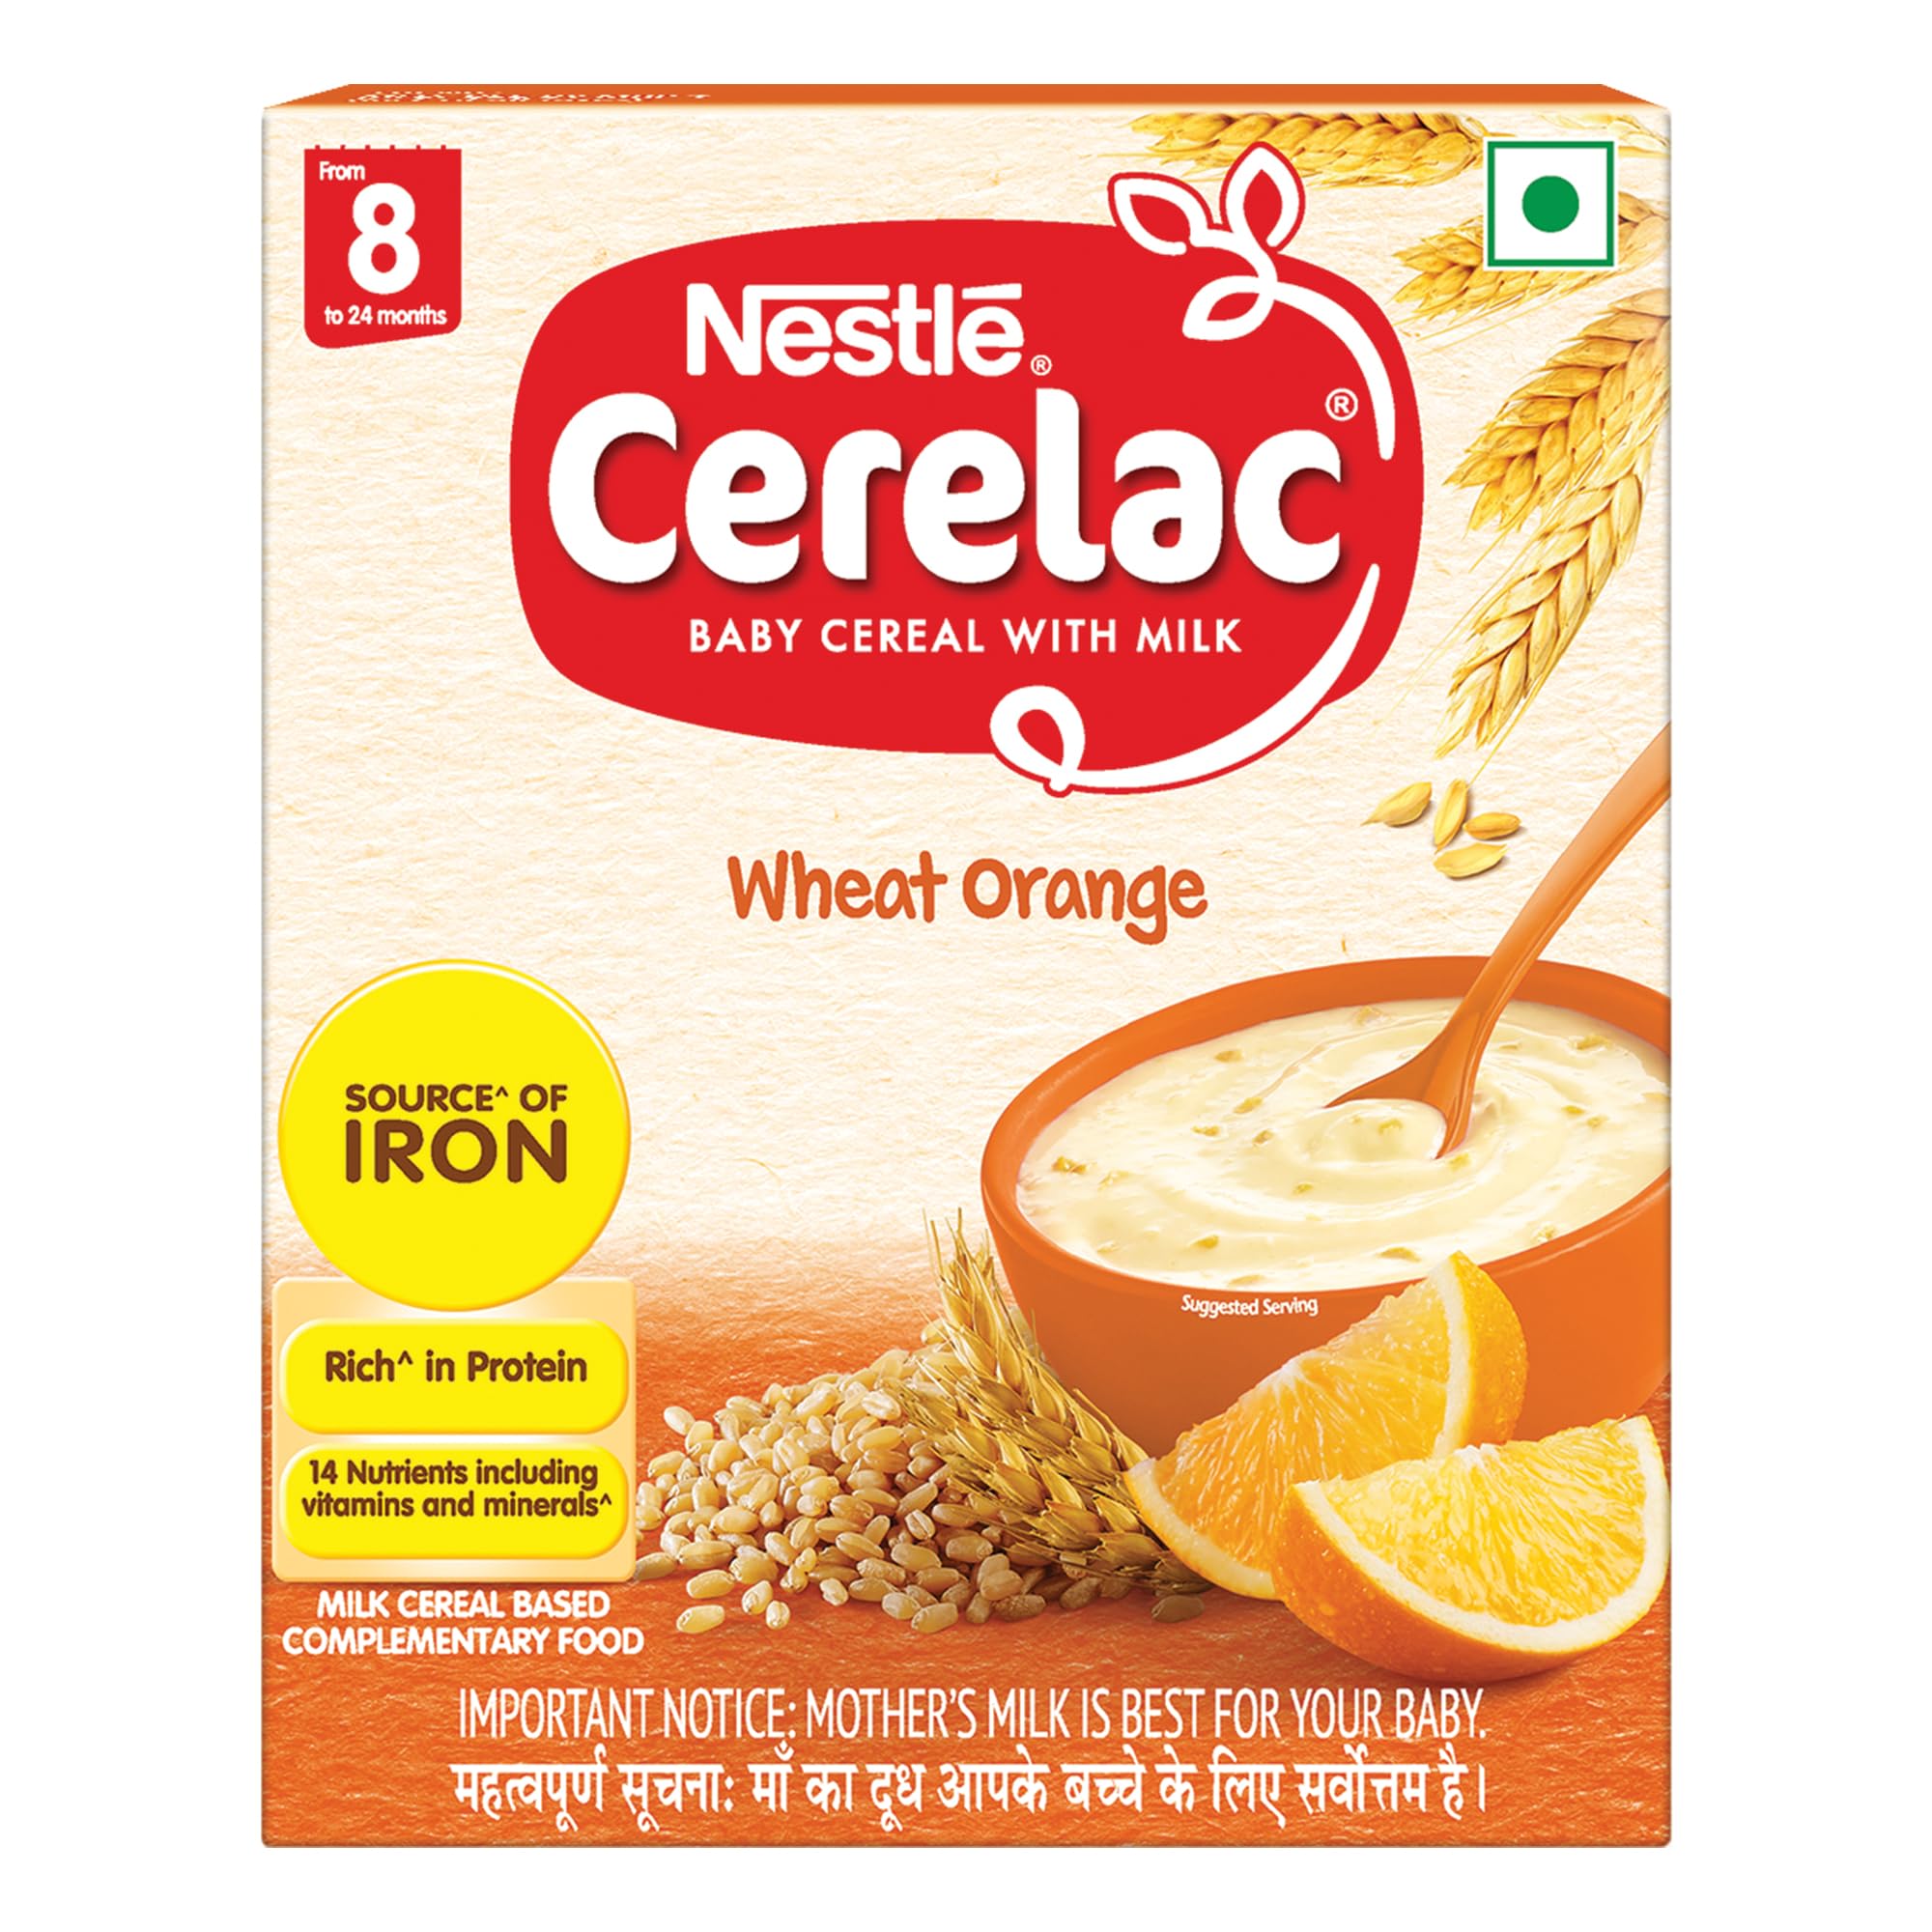 From
8
to 24 months
Nestlé®
Cerelac®
BABY CEREAL WITH MILK
Wheat Orange
SOURCE^ OF
IRON
Rich^ in Protein
14 Nutrients including
vitamins and minerals^
Suggested Serving
MILK CEREAL BASED
COMPLEMENTARY FOOD
IMPORTANT NOTICE: MOTHER'S MILK IS BEST FOR YOUR BABY.
महत्वपूर्ण सूचनाः माँ का दूध आपके बच्चे के लिए सर्वोत्तम है।